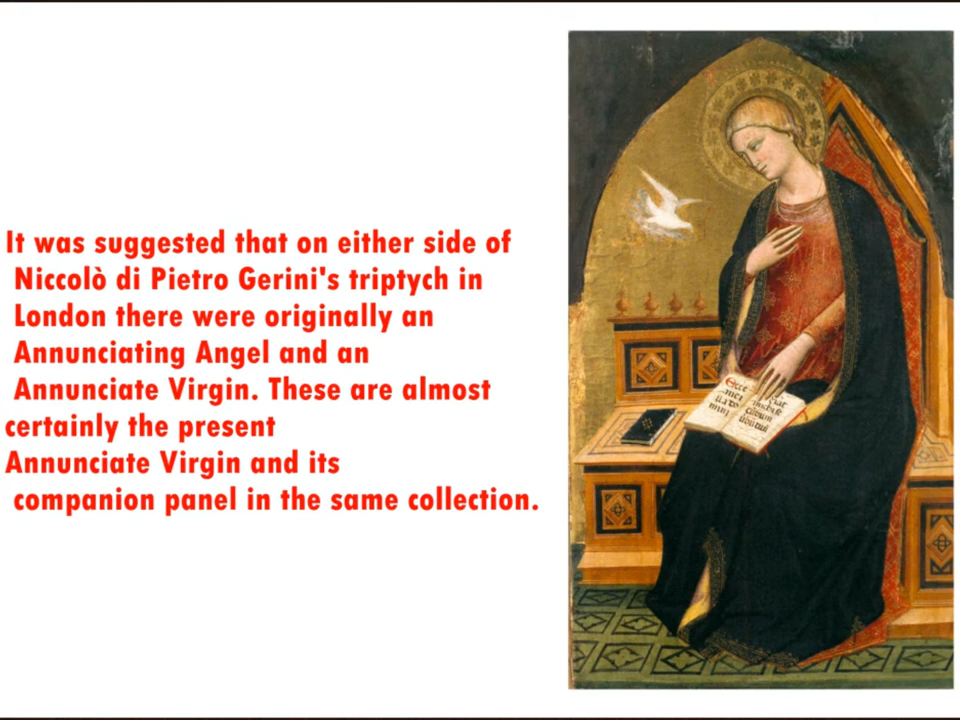 It was suggested that on either side of
Niccolò di Pietro Gerini's triptych in
London there were originally an
Annunciating Angel and an
Annunciate Virgin. These are almost
certainly the present
Annunciate Virgin and its
companion panel in the same collection.
Ecce